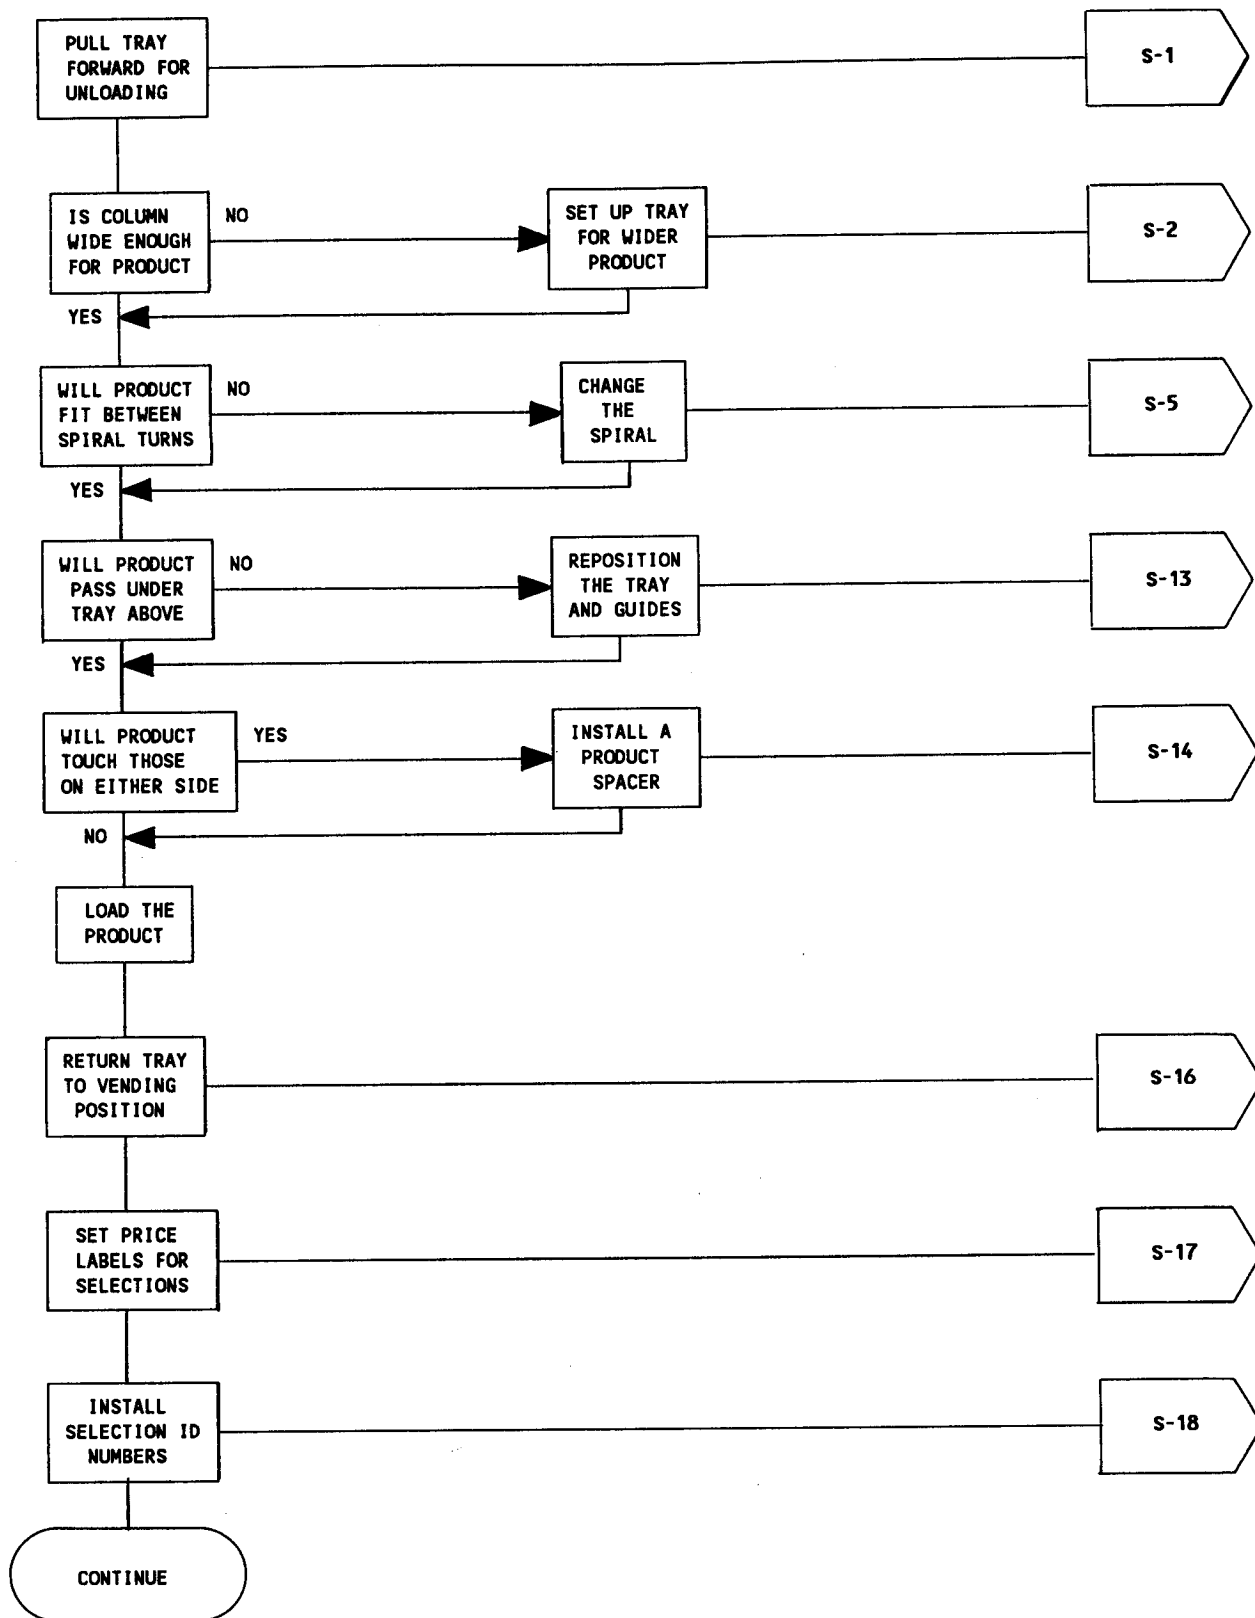 PULL TRAY
FORWARD FOR
UNLOADING
S-1
IS COLUMN
WIDE ENOUGH
FOR PRODUCT
NO
SET UP TRAY
FOR WIDER
PRODUCT
S-2
YES
WILL PRODUCT
FIT BETWEEN
SPIRAL TURNS
NO
CHANGE
THE
SPIRAL
S-5
YES
WILL PRODUCT
PASS UNDER
TRAY ABOVE
NO
REPOSITION
THE TRAY
AND GUIDES
S-13
YES
WILL PRODUCT
TOUCH THOSE
ON EITHER SIDE
YES
INSTALL A
PRODUCT
SPACER
S-14
NO
LOAD THE
PRODUCT
RETURN TRAY
TO VENDING
POSITION
S-16
SET PRICE
LABELS FOR
SELECTIONS
S-17
INSTALL
SELECTION ID
NUMBERS
S-18
CONTINUE